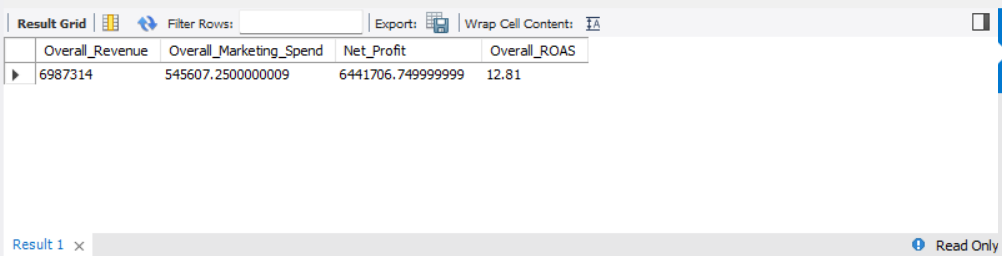 Result Grid Filter Rows: Export: Wrap Cell Content: IA
Overall_Revenue Overall_Marketing_Spend Net_Profit Overall_ROAS
6987314 545607.2500000009 6441706.749999999 12.81
Result 1 × Read Only